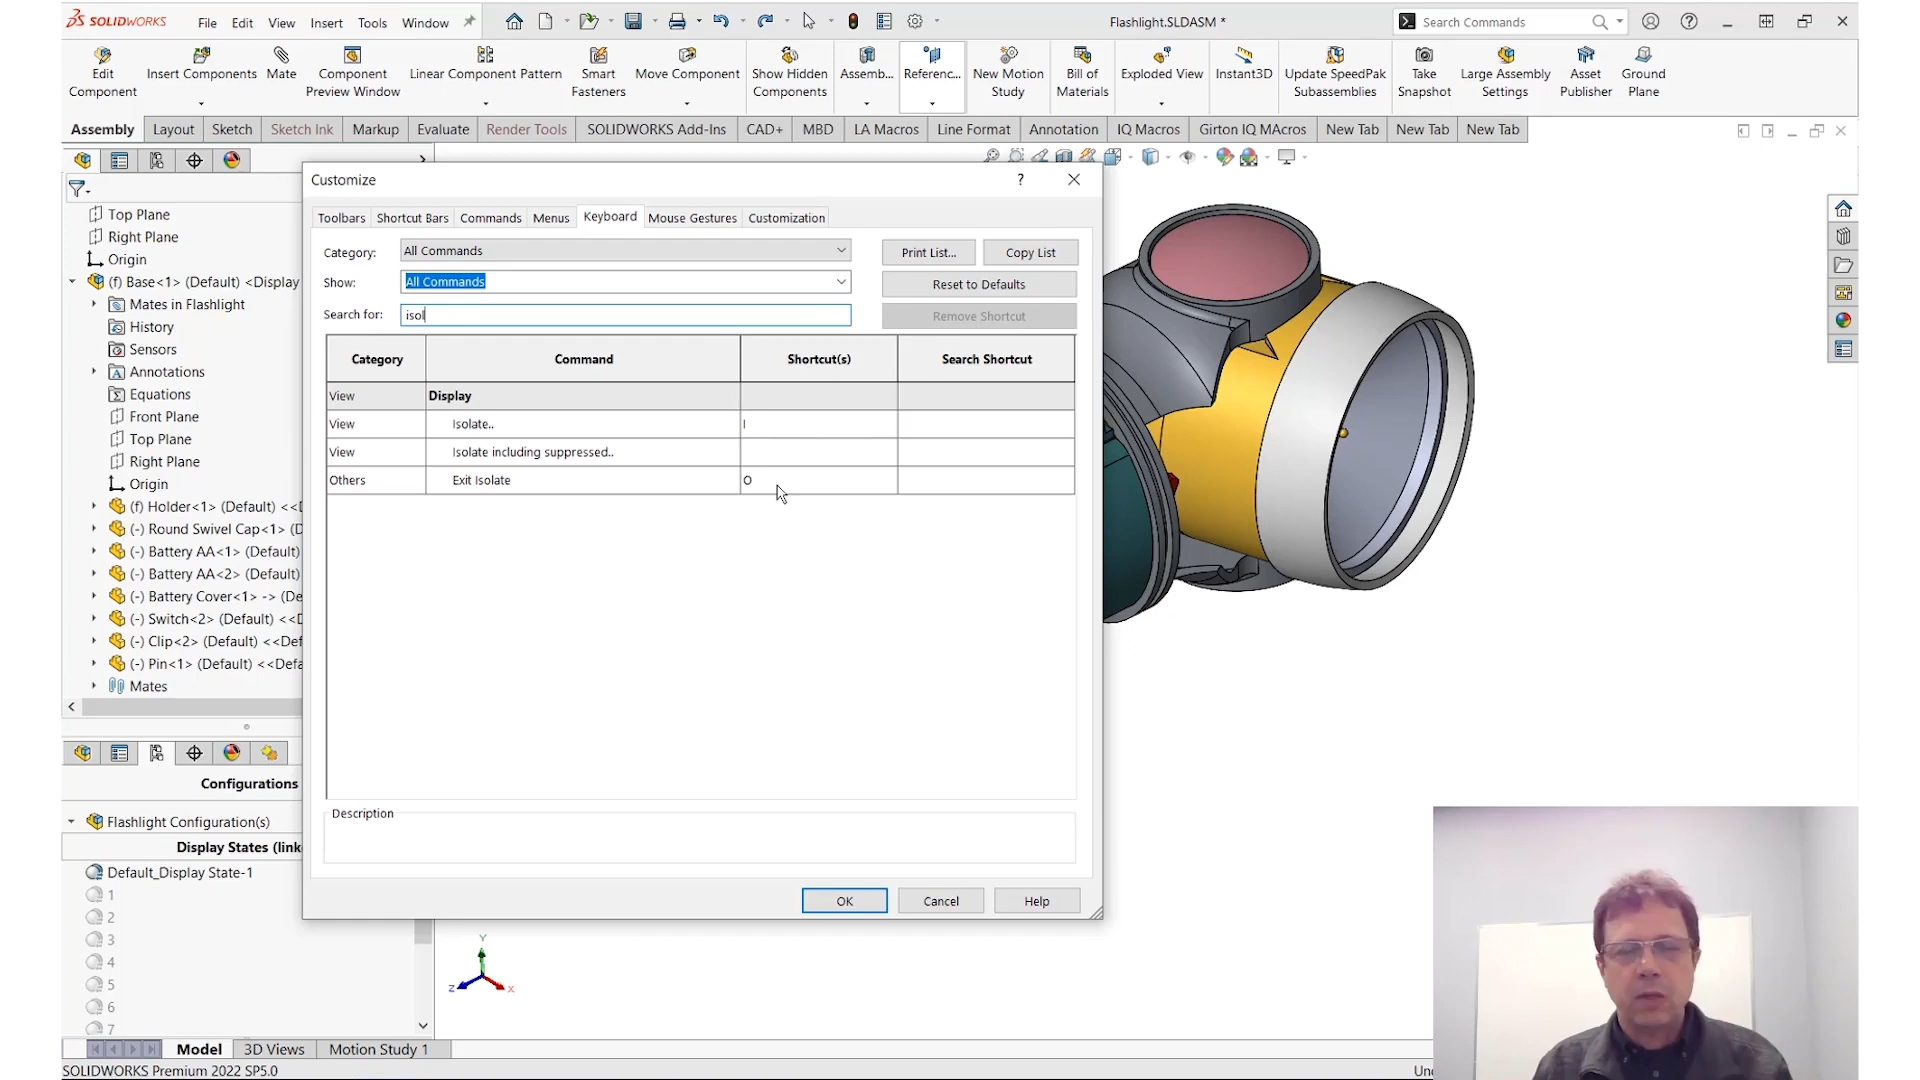 SOLIDWORKS File Edit View Insert Tools Window Flashlight.SLDASM * Search Commands
Edit Component
Insert Components
Mate
Component Preview Window
Linear Component Pattern
Smart Fasteners
Move Component
Show Hidden Components
Assemb...
Referenc...
New Motion Study
Bill of Materials
Exploded View
Instant3D
Update SpeedPak Subassemblies
Take Snapshot
Large Assembly Settings
Asset Publisher
Ground Plane
Assembly Layout Sketch Sketch Ink Markup Evaluate Render Tools SOLIDWORKS Add-Ins CAD+ MBD LA Macros Line Format Annotation IQ Macros Girton IQ MAcros New Tab New Tab New Tab
Top Plane
Right Plane
Origin
(f) Base<1> (Default) <Display
Mates in Flashlight
History
Sensors
Annotations
Equations
Front Plane
Top Plane
Right Plane
Origin
(f) Holder<1> (Default) <<D
(-) Round Swivel Cap<1> (D
(-) Battery AA<1> (Default)
(-) Battery AA<2> (Default)
(-) Battery Cover<1> -> (De
(-) Switch<2> (Default) <<D
(-) Clip<2> (Default) <<Def
(-) Pin<1> (Default) <<Defa
Mates
Configurations
Flashlight Configuration(s)
Display States (link
Default_Display State-1
1
2
3
4
5
6
7
Customize ?
Toolbars Shortcut Bars Commands Menus Keyboard Mouse Gestures Customization
Category: All Commands Print List... Copy List
Show: All Commands Reset to Defaults
Search for: isol Remove Shortcut
Category Command Shortcut(s) Search Shortcut
View Display
View Isolate.. I
View Isolate including suppressed..
Others Exit Isolate O
Description
OK Cancel Help
Y
Z X
Model 3D Views Motion Study 1
SOLIDWORKS Premium 2022 SP5.0 Unc